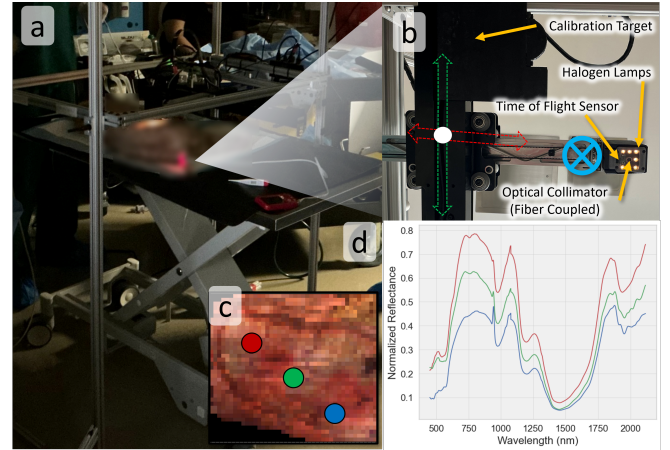 a
b
Calibration Target
Halogen Lamps
Time of Flight Sensor
Optical Collimator
(Fiber Coupled)
c
d
Normalized Reflectance
0.8
0.7
0.6
0.5
0.4
0.3
0.2
0.1
500
750
1000
1250
1500
1750
2000
Wavelength (nm)